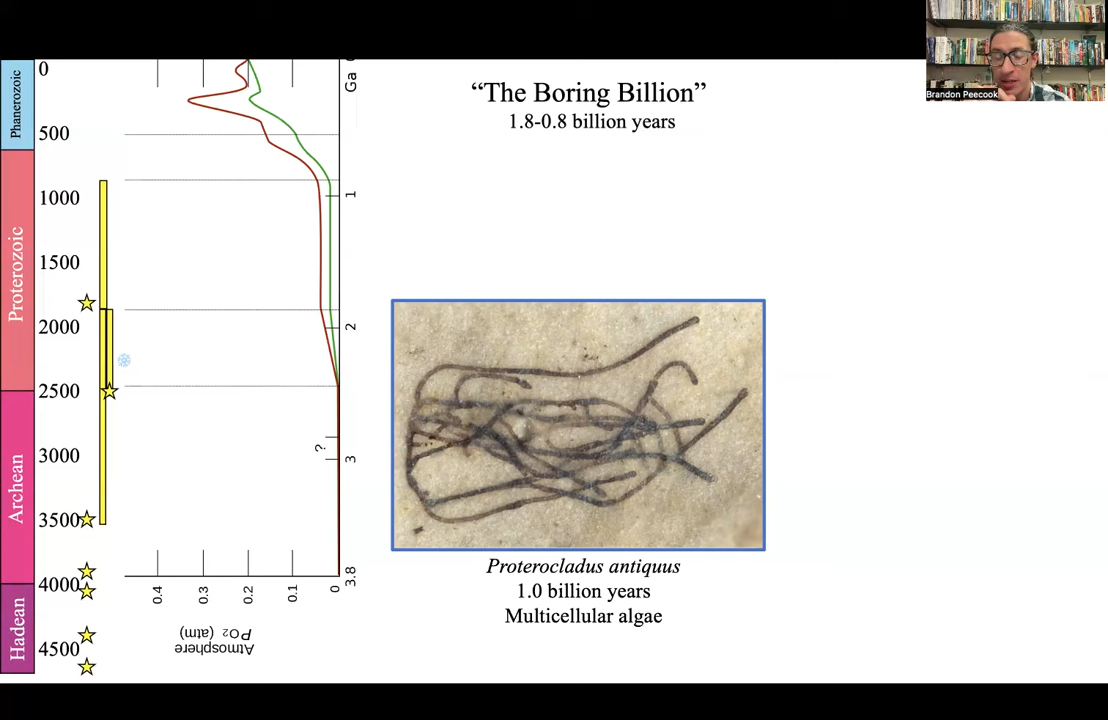 Brandon Peecook
"The Boring Billion"
1.8-0.8 billion years
Phanerozoic
Proterozoic
Archean
Hadean
0
500
1000
1500
2000
2500
3000
3500
4000
4500
Ga
1
2
3
3.8
?
0.4
0.3
0.2
0.1
0
Atmosphere
PO₂ (atm)
Proterocladus antiquus
1.0 billion years
Multicellular algae